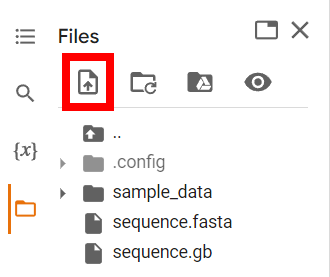 Files
{x}
..
.config
sample_data
sequence.fasta
sequence.gb